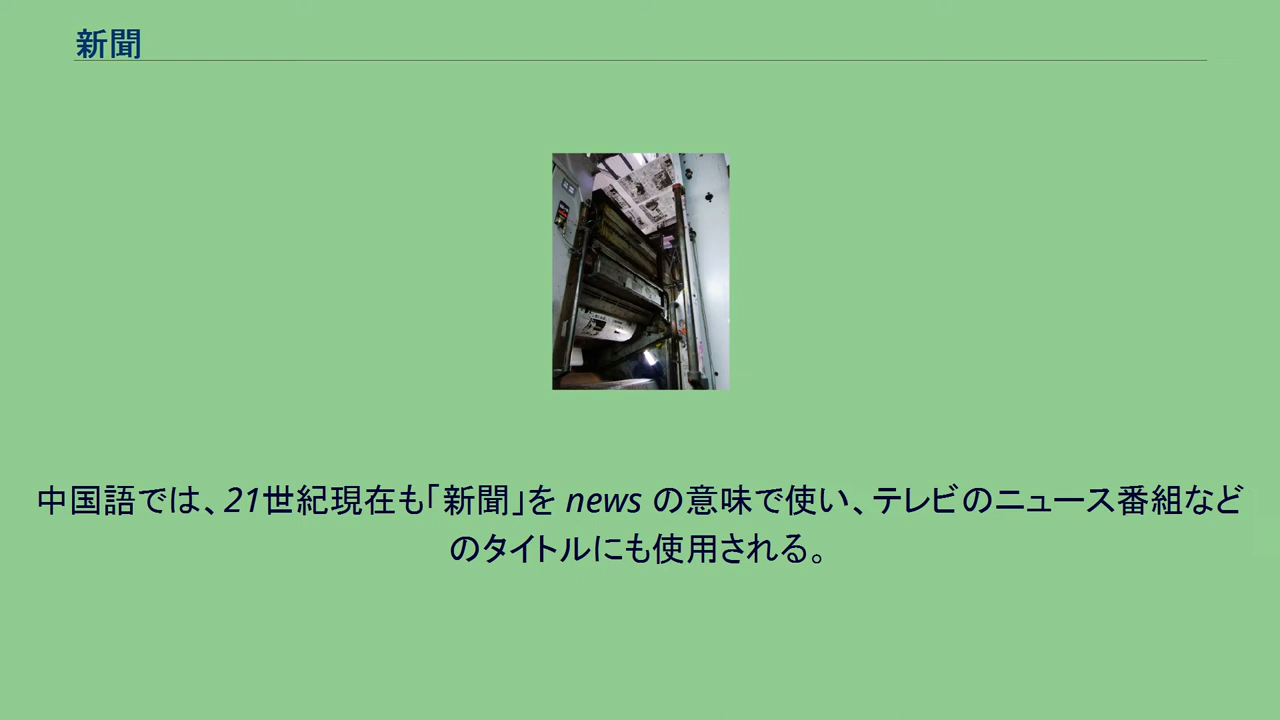 新聞
中国語では、21世紀現在も「新聞」を news の意味で使い、テレビのニュース番組など
のタイトルにも使用される。